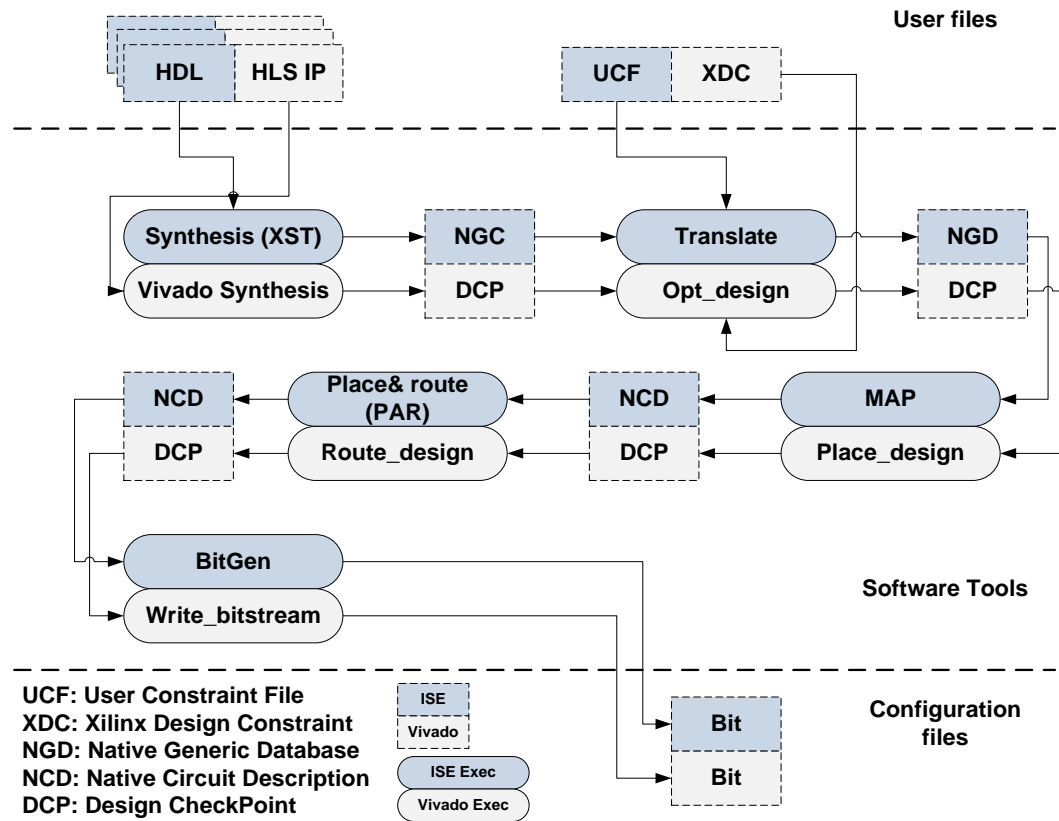 User files
HDL
HLS IP
UCF
XDC
Synthesis (XST)
NGC
Translate
NGD
Vivado Synthesis
DCP
Opt_design
DCP
NCD
Place& route
(PAR)
NCD
MAP
DCP
Route_design
DCP
Place_design
BitGen
Write_bitstream
Software Tools
UCF: User Constraint File
XDC: Xilinx Design Constraint
NGD: Native Generic Database
NCD: Native Circuit Description
DCP: Design CheckPoint
ISE
Vivado
ISE Exec
Vivado Exec
Bit
Bit
Configuration
files